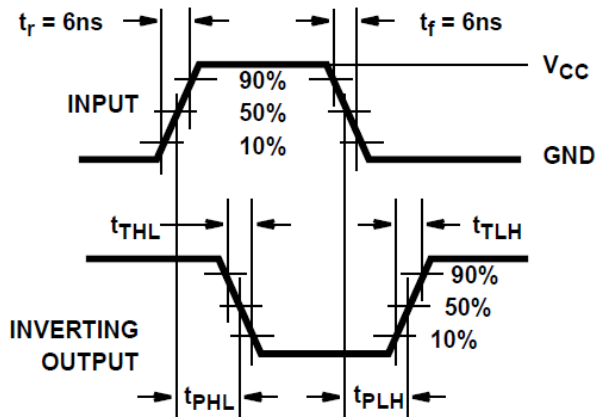 tr = 6ns
tf = 6ns
VCC
90%
INPUT
50%
10%
GND
tTHL
tTLH
90%
50%
INVERTING
10%
OUTPUT
tPHL
tPLH